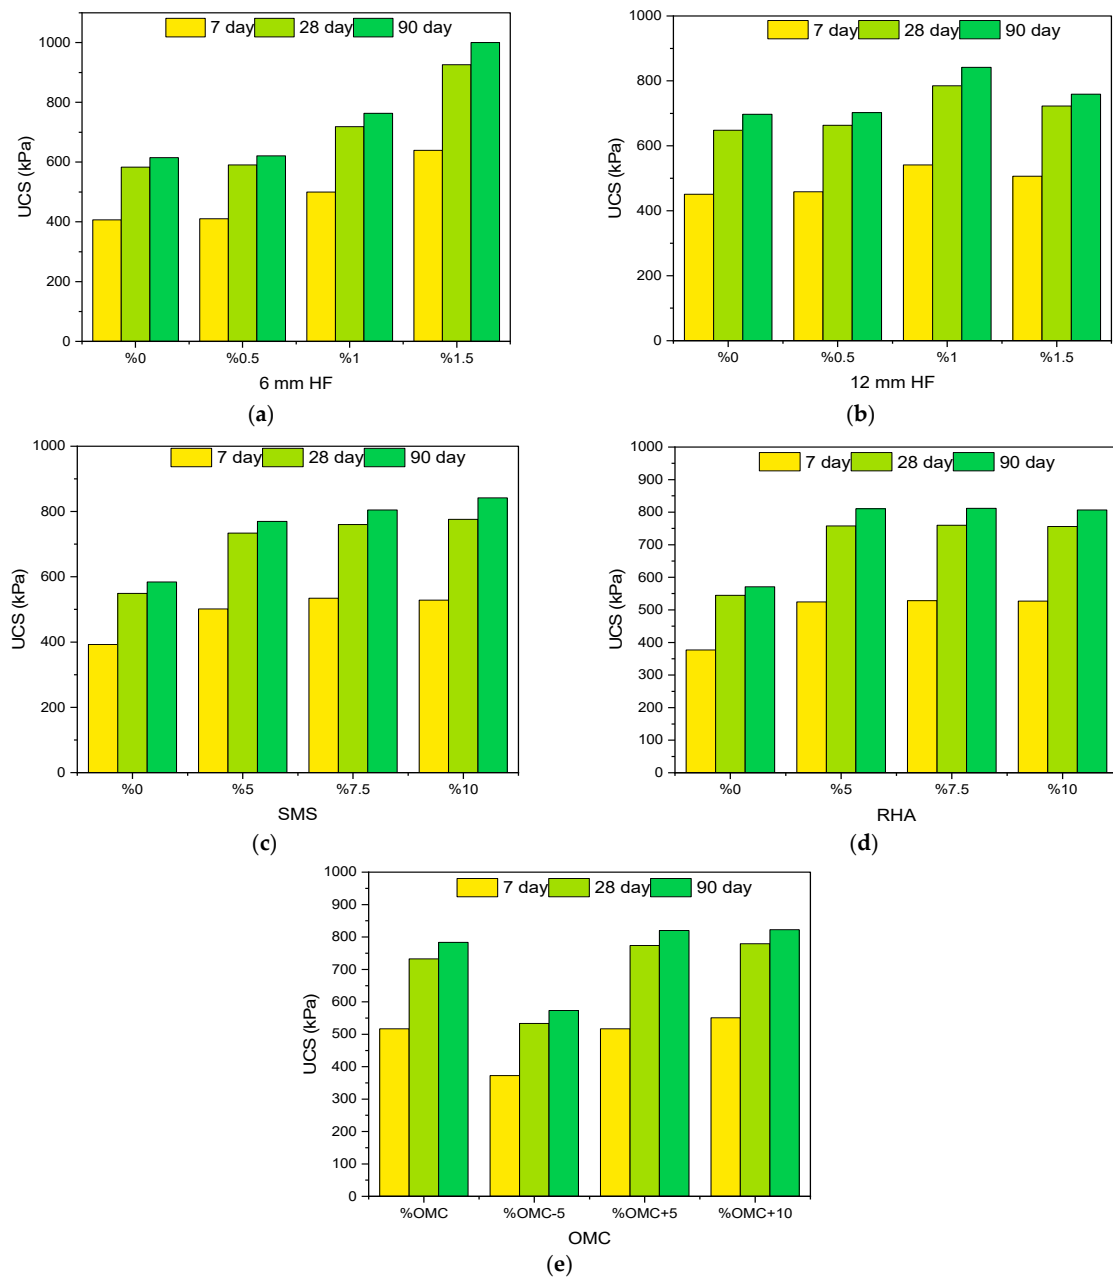 7 day 28 day 90 day
1000
800
600
400
200
0
UCS (kPa)
%0 %0.5 %1 %1.5
6 mm HF
(a)
7 day 28 day 90 day
1000
800
600
400
200
0
UCS (kPa)
%0 %0.5 %1 %1.5
12 mm HF
(b)
7 day 28 day 90 day
1000
800
600
400
200
0
UCS (kPa)
%0 %5 %7.5 %10
SMS
(c)
7 day 28 day 90 day
1000
900
800
700
600
500
400
300
200
100
0
UCS (kPa)
%0 %5 %7.5 %10
RHA
(d)
7 day 28 day 90 day
1000
900
800
700
600
500
400
300
200
100
0
UCS (kPa)
%OMC %OMC-5 %OMC+5 %OMC+10
OMC
(e)